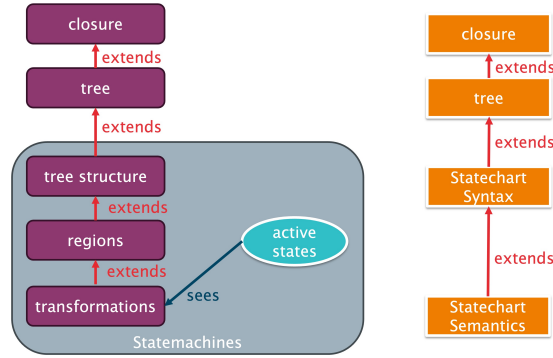 closure
extends
tree
extends
tree structure
extends
regions
extends
transformations
active
states
sees
Statemachines
closure
extends
tree
extends
Statechart
Syntax
extends
Statechart
Semantics